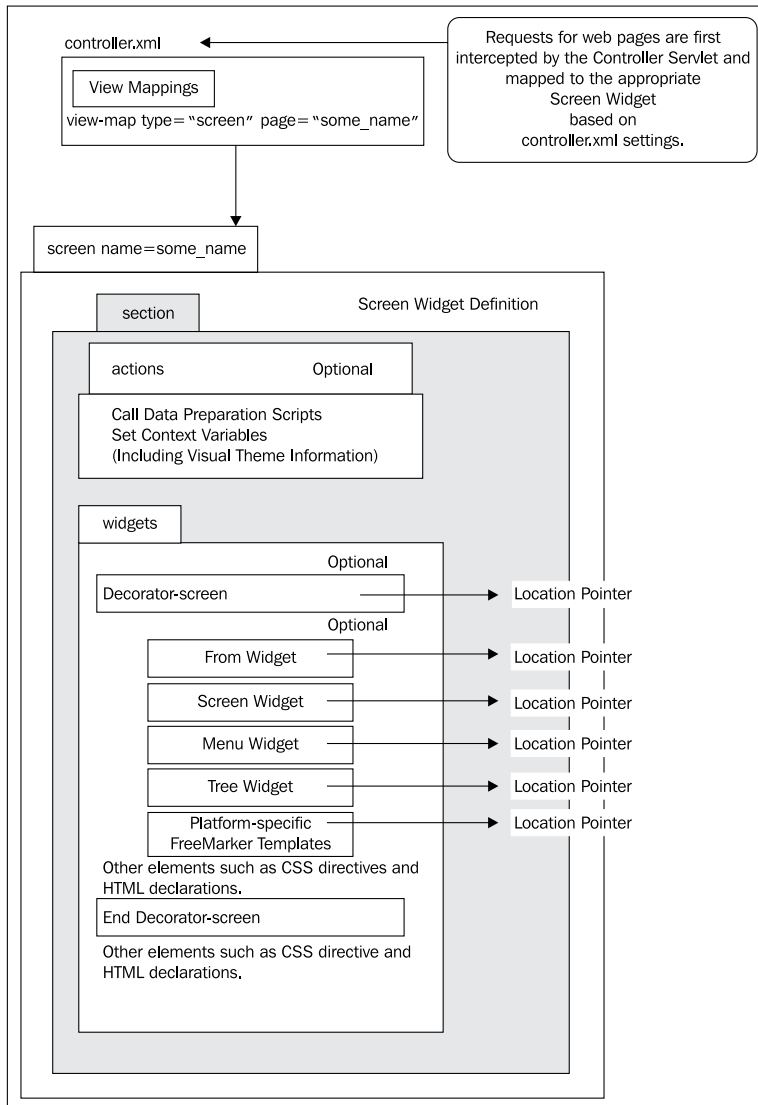 controller.xml
Requests for web pages are first
intercepted by the Controller Servlet and
mapped to the appropriate
Screen Widget
based on
controller.xml settings.
View Mappings
view-map type="screen" page="some_name"
screen name=some_name
Screen Widget Definition
section
actions Optional
Call Data Preparation Scripts
Set Context Variables
(Including Visual Theme Information)
widgets
Optional
Decorator-screen Location Pointer
Optional
From Widget Location Pointer
Screen Widget Location Pointer
Menu Widget Location Pointer
Tree Widget Location Pointer
Platform-specific Location Pointer
FreeMarker Templates
Other elements such as CSS directives and
HTML declarations.
End Decorator-screen
Other elements such as CSS directive and
HTML declarations.